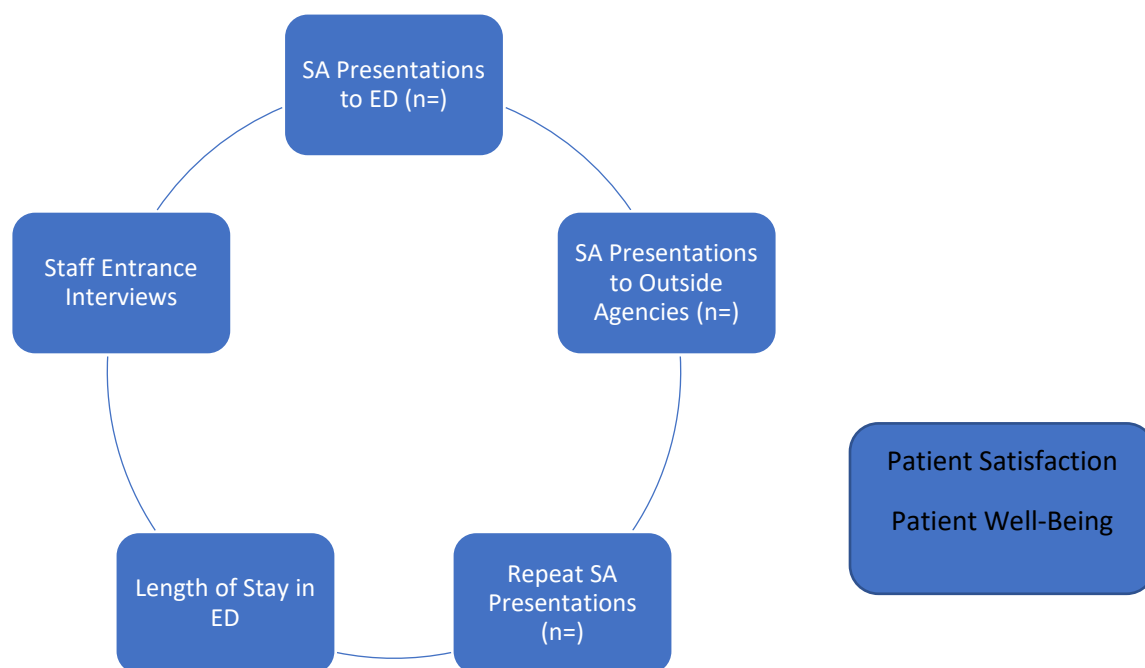 SA Presentations
to ED (n=)
SA Presentations
to Outside
Agencies (n=)
Repeat SA
Presentations
(n=)
Length of Stay in
ED
Staff Entrance
Interviews
Patient Satisfaction
Patient Well-Being